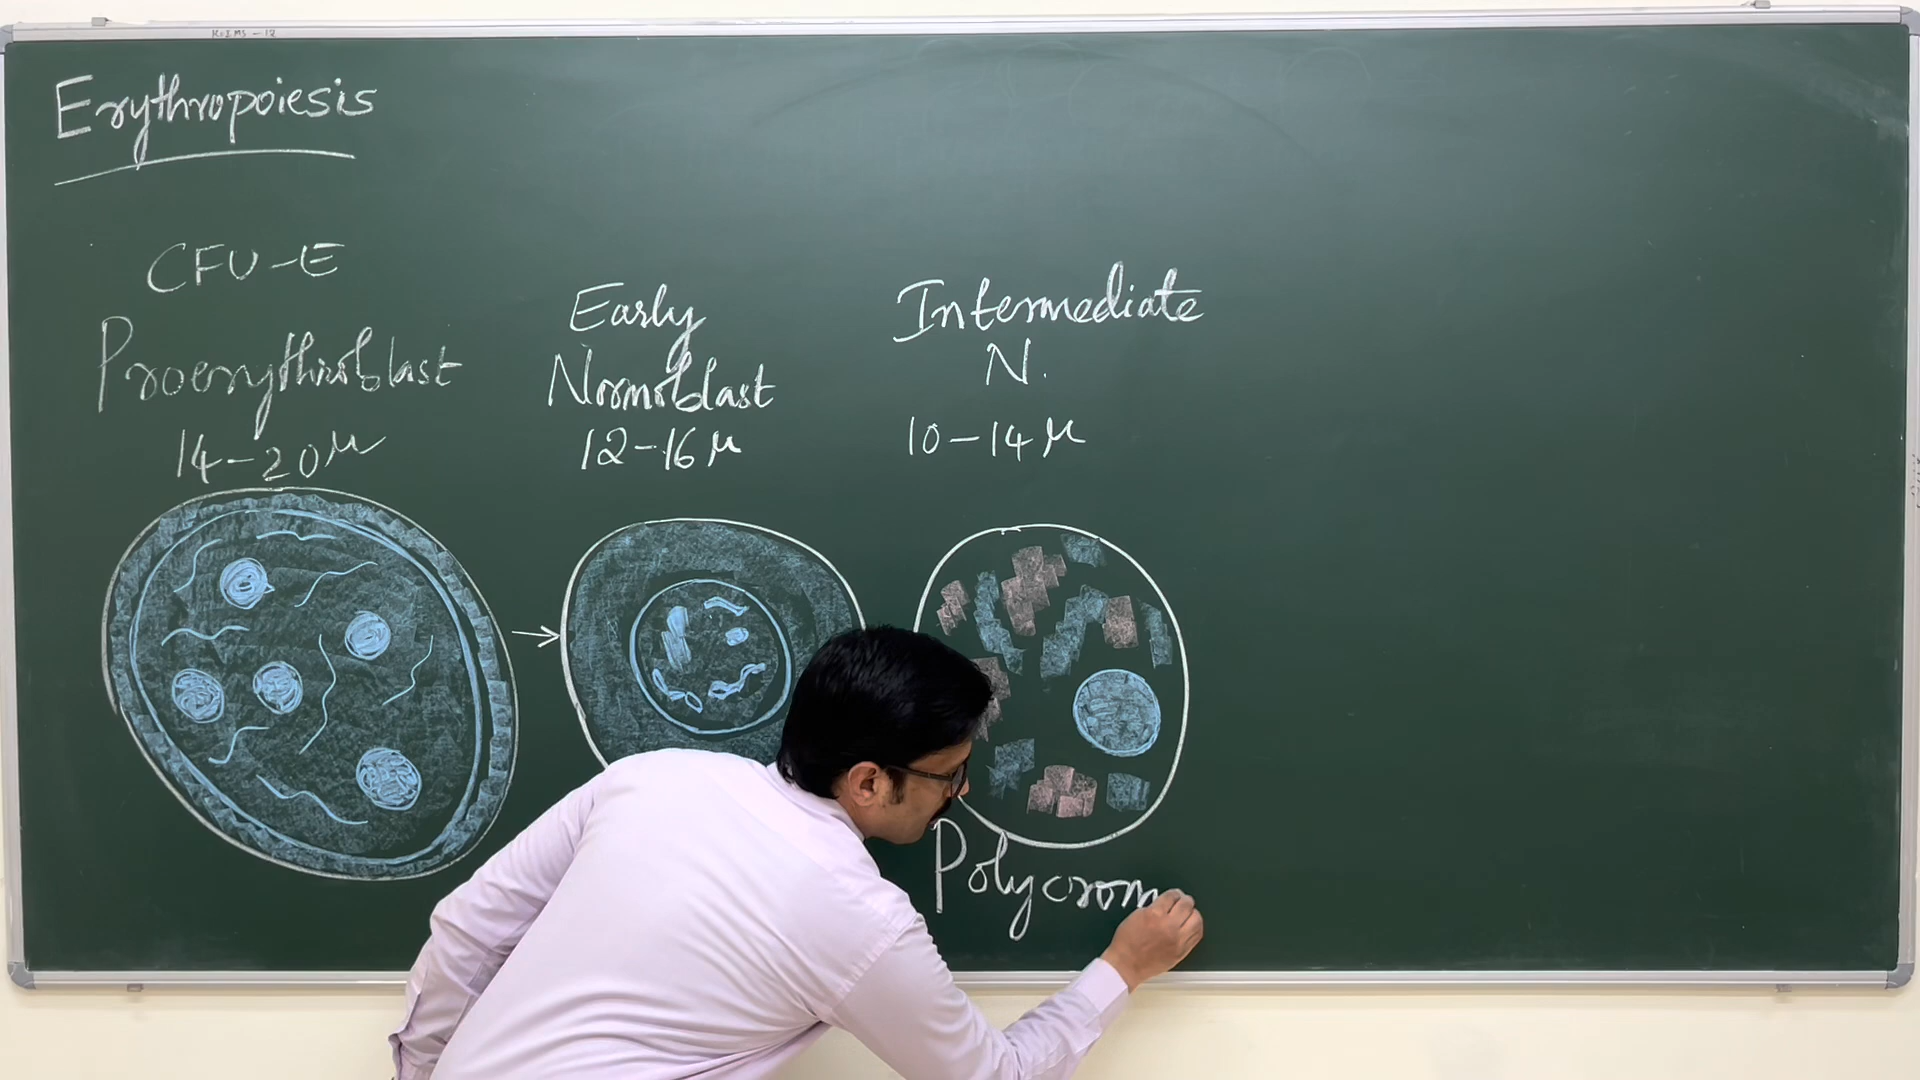 Erythropoiesis
CFU-E
Proerythroblast
14-20μ
Early
Normoblast
12-16μ
Intermediate
N.
10-14μ
Polycrom